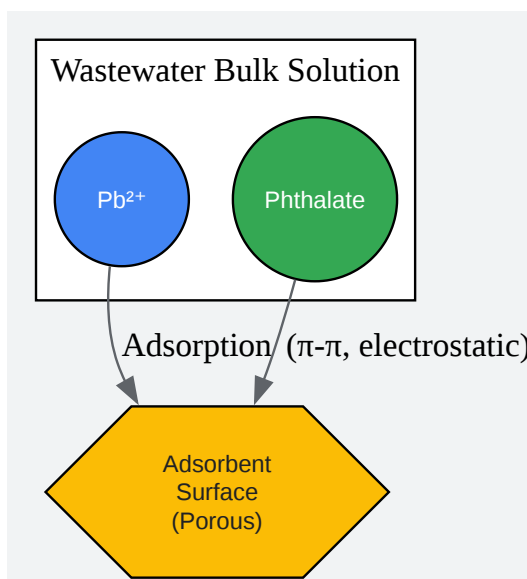 Wastewater Bulk Solution
Pb²⁺
Phthalate
Adsorption (π-π, electrostatic)
Adsorbent
Surface
(Porous)